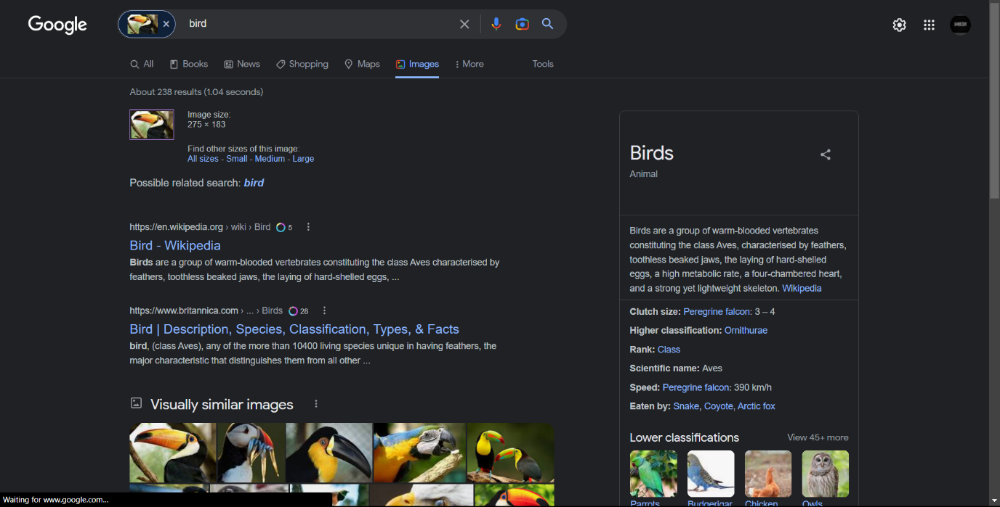 Google
bird
All
Books
News
Shopping
Maps
Images
More
Tools
About 238 results (1.04 seconds)
Image size:
275 × 183
Find other sizes of this image:
All sizes - Small - Medium - Large
Possible related search: bird
https://en.wikipedia.org › wiki › Bird 5
Bird - Wikipedia
Birds are a group of warm-blooded vertebrates constituting the class Aves characterised by
feathers, toothless beaked jaws, the laying of hard-shelled eggs, ...
https://www.britannica.com › ... › Birds 28
Bird | Description, Species, Classification, Types, & Facts
bird, (class Aves), any of the more than 10400 living species unique in having feathers, the
major characteristic that distinguishes them from all other ...
Visually similar images
Waiting for www.google.com...
Birds
Animal
Birds are a group of warm-blooded vertebrates
constituting the class Aves, characterised by feathers,
toothless beaked jaws, the laying of hard-shelled
eggs, a high metabolic rate, a four-chambered heart,
and a strong yet lightweight skeleton. Wikipedia
Clutch size: Peregrine falcon: 3 – 4
Higher classification: Ornithurae
Rank: Class
Scientific name: Aves
Speed: Peregrine falcon: 390 km/h
Eaten by: Snake, Coyote, Arctic fox
Lower classifications
View 45+ more
Parrots
Budgerigar
Chicken
Owls